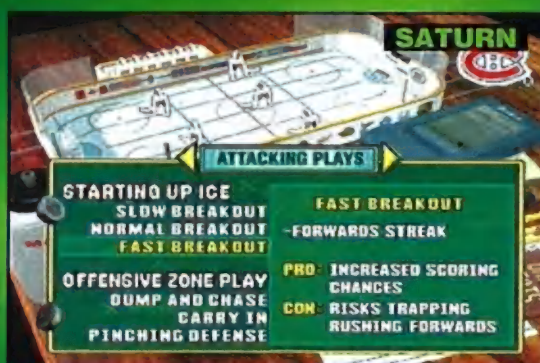 SATURN
ATTACKING PLAYS
STARTING UP ICE
SLOW BREAKOUT
NORMAL BREAKOUT
FAST BREAKOUT
OFFENSIVE ZONE PLAY
DUMP AND CHASE
CARRY IN
PINCHING DEFENSE
FAST BREAKOUT
-FORWARDS STREAK
PRO: INCREASED SCORING
CHANCES
CON: RISKS TRAPPING
RUSHING FORWARDS